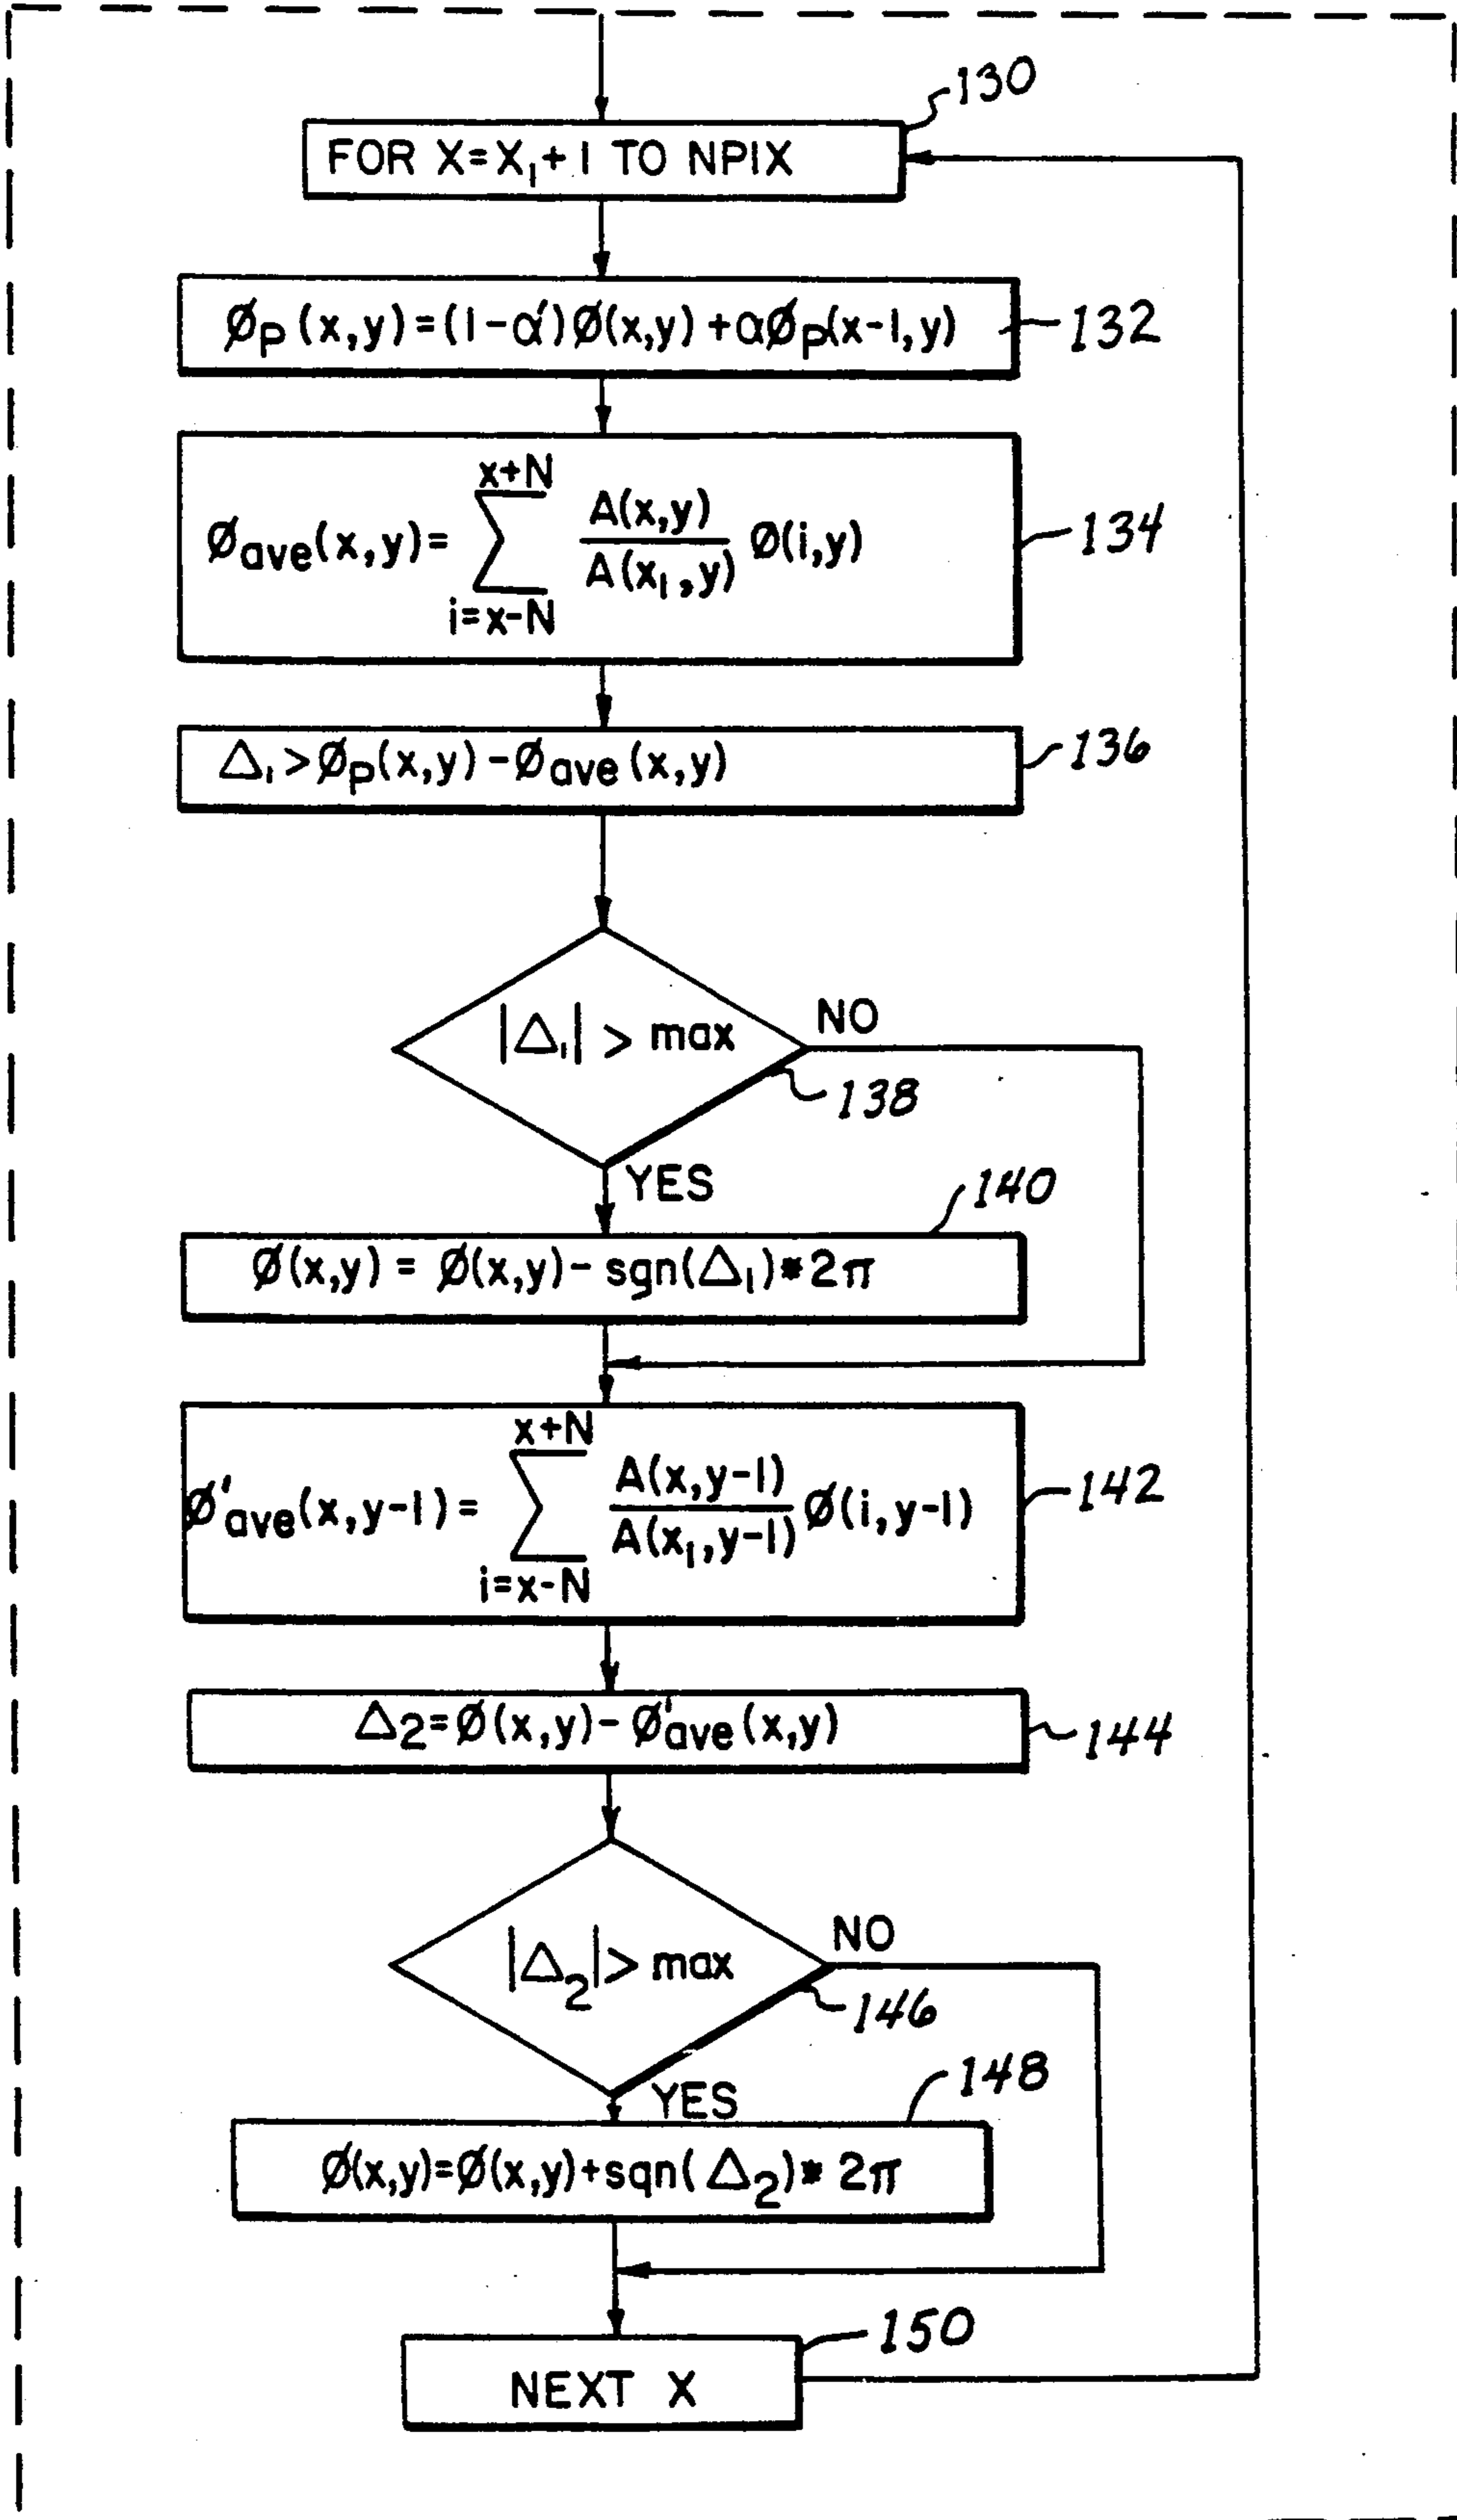 130
FOR X=X₁+1 TO NPIX
Øp(x,y)=(1-α')Ø(x,y)+αØp(x-1,y)
132
x+N
Øave(x,y)= ∑ A(x,y)/A(x₁,y) Ø(i,y)
i=x-N
134
Δ₁>Øp(x,y)-Øave(x,y)
136
|Δ₁| > max
NO
138
YES
140
Ø(x,y) = Ø(x,y)- sgn(Δ₁)*2π
x+N
Ø'ave(x,y-1)= ∑ A(x,y-1)/A(x₁,y-1) Ø(i,y-1)
i=x-N
142
Δ2=Ø(x,y)-Ø'ave(x,y)
144
|Δ₂|> max
NO
146
YES
148
Ø(x,y)=Ø(x,y)+sqn(Δ₂)* 2π
150
NEXT X